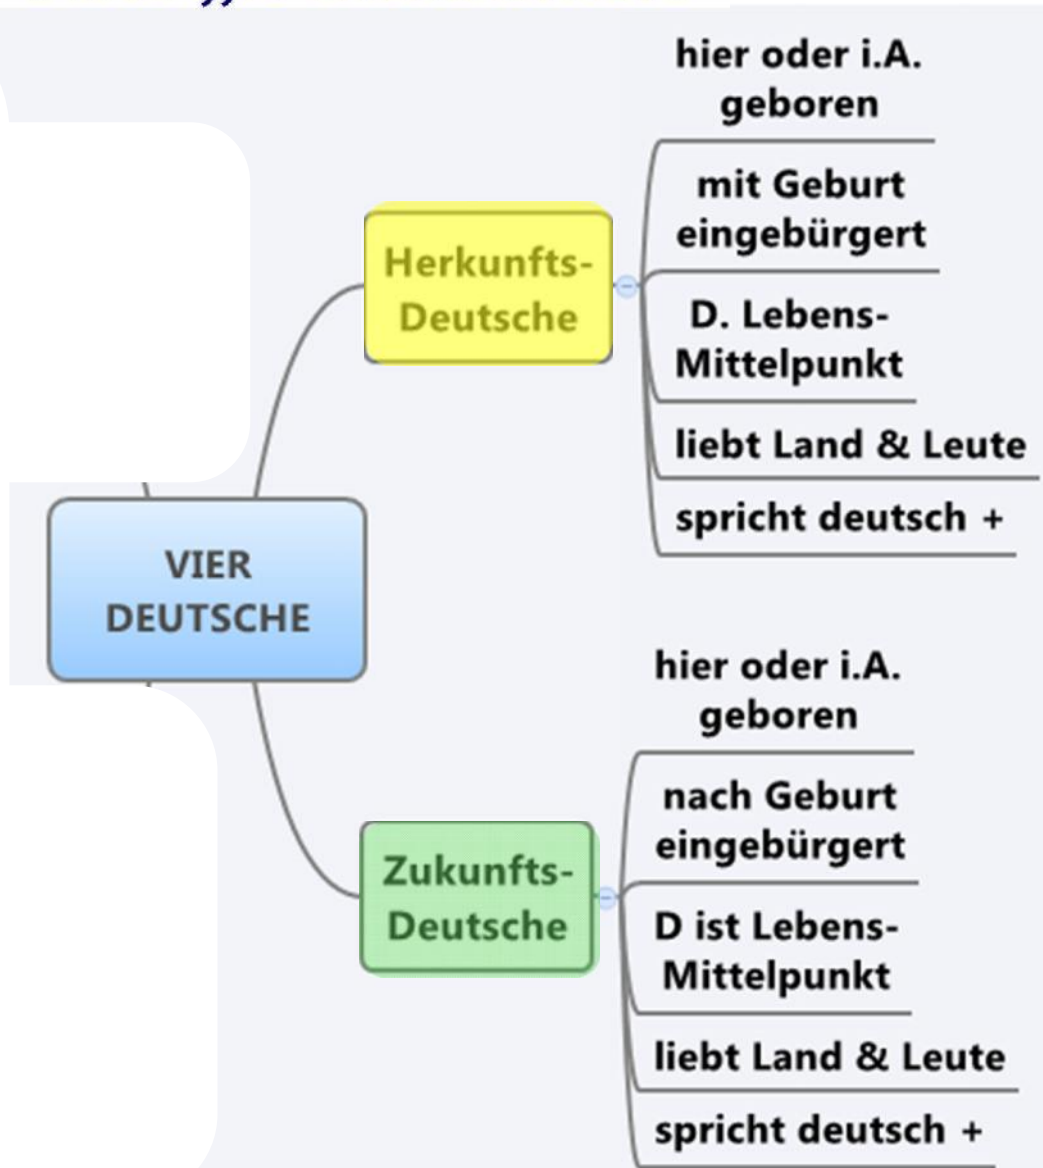 hier oder i.A.
geboren
mit Geburt
eingebürgert
Herkunfts-
Deutsche
D. Lebens-
Mittelpunkt
liebt Land & Leute
spricht deutsch +
VIER
DEUTSCHE
hier oder i.A.
geboren
nach Geburt
eingebürgert
Zukunfts-
Deutsche
D ist Lebens-
Mittelpunkt
liebt Land & Leute
spricht deutsch +